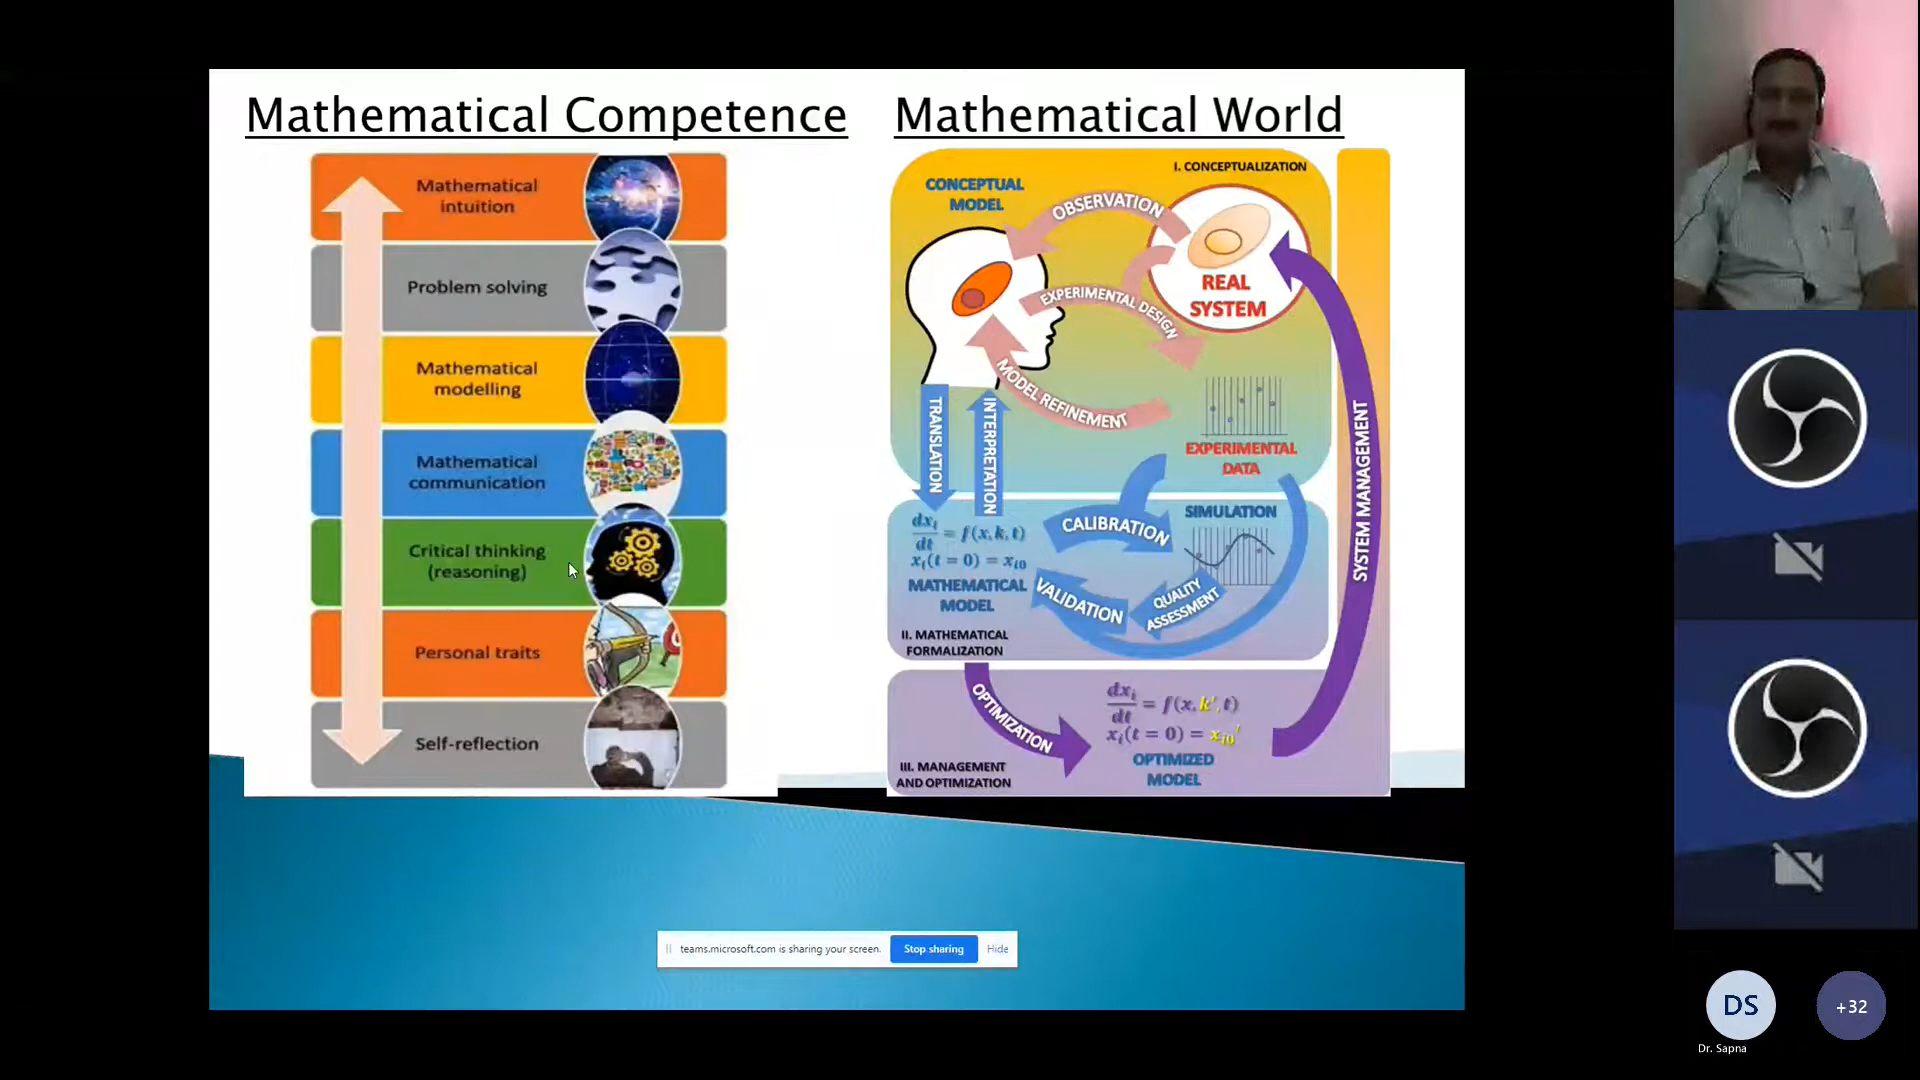 Mathematical Competence
Mathematical
intuition
Problem solving
Mathematical
modelling
Mathematical
communication
Critical thinking
(reasoning)
Personal traits
Self-reflection
Mathematical World
I. CONCEPTUALIZATION
CONCEPTUAL
MODEL
OBSERVATION
REAL
SYSTEM
EXPERIMENTAL DESIGN
MODEL REFINEMENT
EXPERIMENTAL
DATA
TRANSLATION
INTERPRETATION
SYSTEM MANAGEMENT
dxᵢ/dt = f(x, k, t)
xᵢ(t = 0) = xᵢ₀
MATHEMATICAL
MODEL
CALIBRATION
SIMULATION
VALIDATION
QUALITY
ASSESSMENT
II. MATHEMATICAL
FORMALIZATION
OPTIMIZATION
dxᵢ/dt = f(x, k', t)
xᵢ(t = 0) = xᵢ₀'
OPTIMIZED
MODEL
III. MANAGEMENT
AND OPTIMIZATION
teams.microsoft.com is sharing your screen.
Stop sharing
Hide
DS
Dr. Sapna
+32